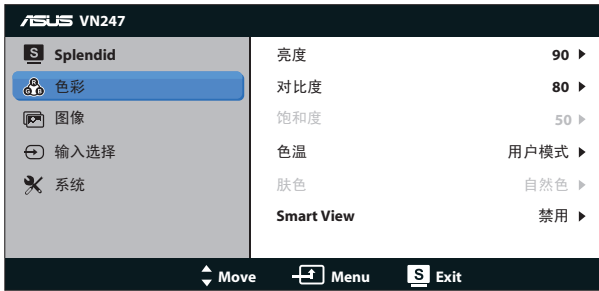 ASUS VN247
S Splendid
色彩
图像
输入选择
系统
亮度 90
对比度 80
饱和度 50
色温 用户模式
肤色 自然色
Smart View 禁用
Move Menu S Exit